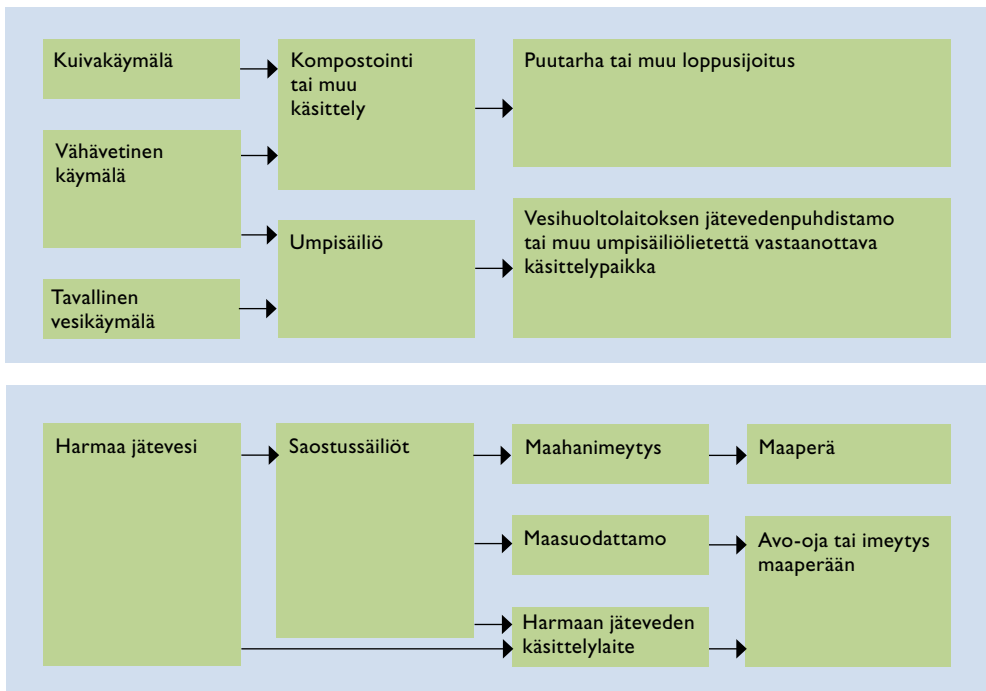 Kuivakäymälä
Kompostointi
tai muu
käsittely
Puutarha tai muu loppusijoitus
Vähävetinen
käymälä
Umpisäiliö
Vesihuoltolaitoksen jätevedenpuhdistamo
tai muu umpisäiliölietettä vastaanottava
käsittelypaikka
Tavallinen
vesikäymälä
Harmaa jätevesi
Saostussäiliöt
Maahanimeytys
Maaperä
Maasuodattamo
Avo-oja tai imeytys
maaperään
Harmaan jäteveden
käsittelylaite